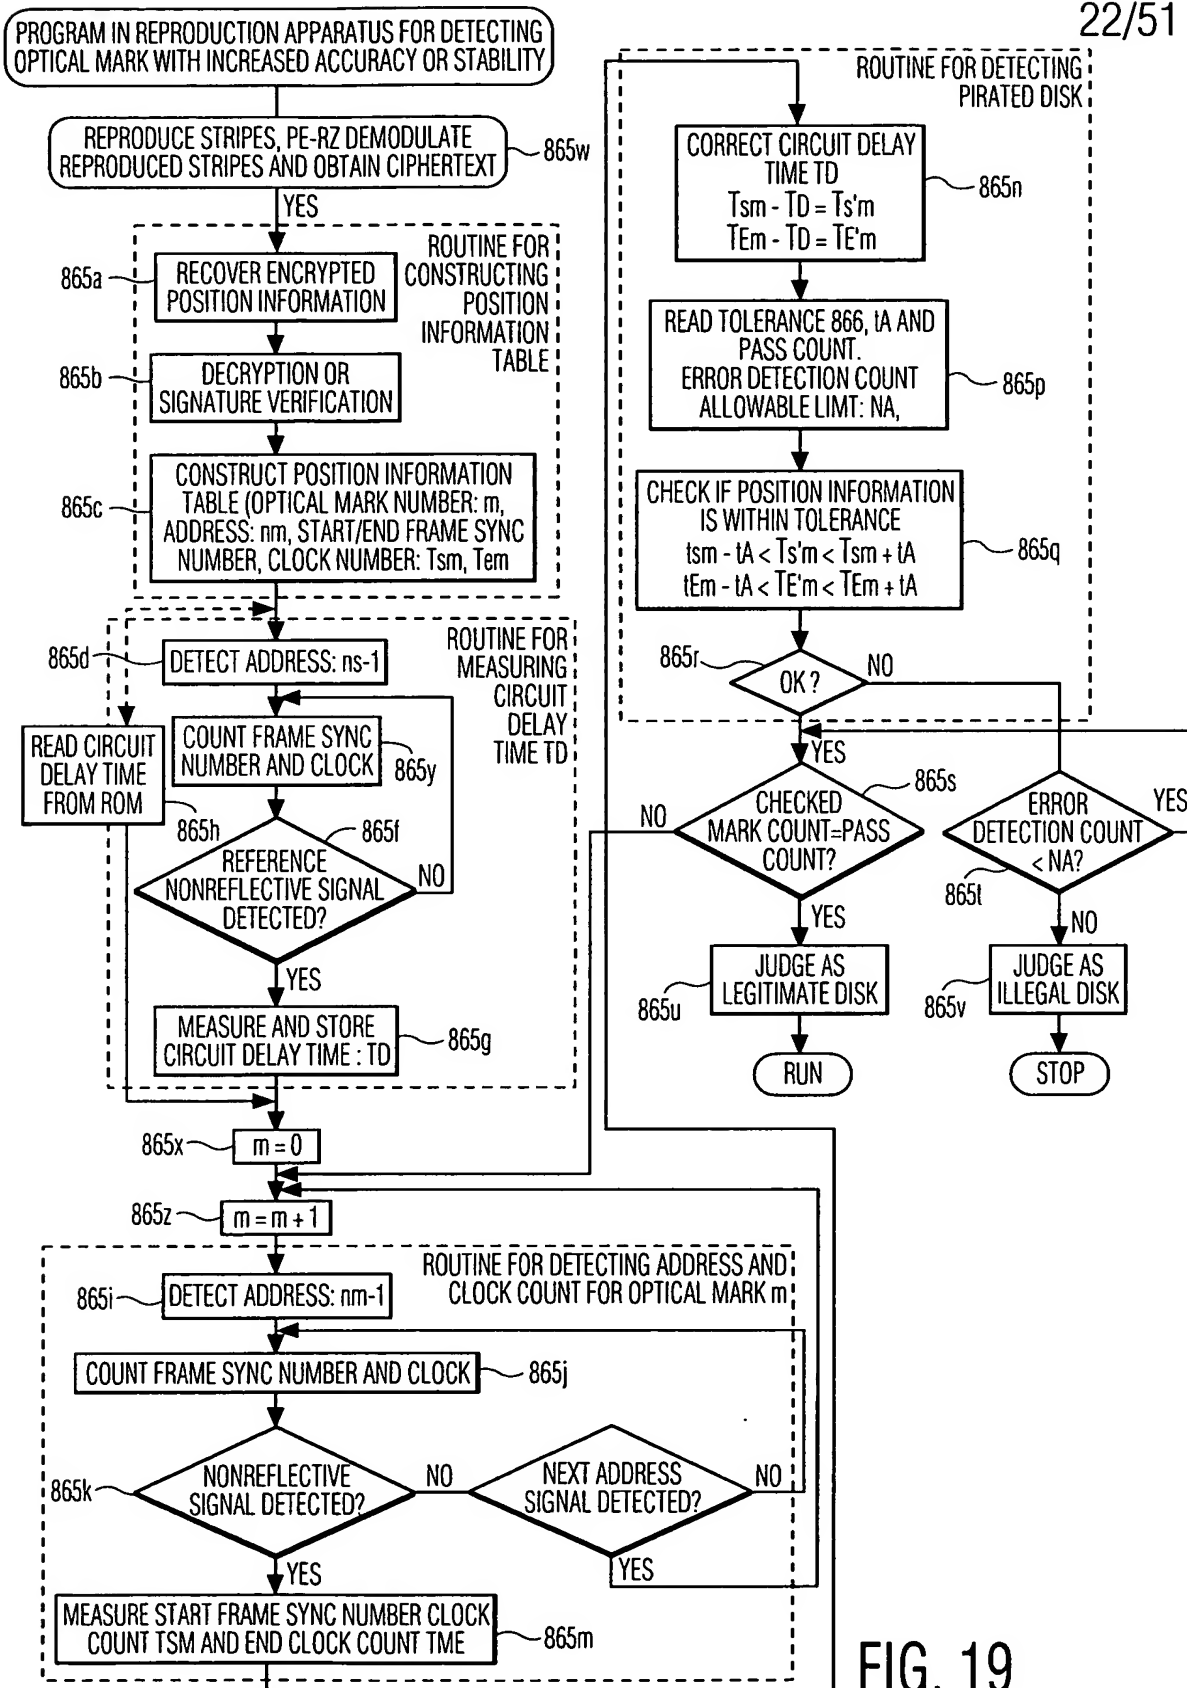 22/51
PROGRAM IN REPRODUCTION APPARATUS FOR DETECTING
OPTICAL MARK WITH INCREASED ACCURACY OR STABILITY
REPRODUCE STRIPES, PE-RZ DEMODULATE
REPRODUCED STRIPES AND OBTAIN CIPHERTEXT
865w
YES
ROUTINE FOR
CONSTRUCTING
POSITION
INFORMATION
TABLE
865a
RECOVER ENCRYPTED
POSITION INFORMATION
865b
DECRYPTION OR
SIGNATURE VERIFICATION
865c
CONSTRUCT POSITION INFORMATION
TABLE (OPTICAL MARK NUMBER: m,
ADDRESS: nm, START/END FRAME SYNC
NUMBER, CLOCK NUMBER: Tsm, Tem
ROUTINE FOR
MEASURING
CIRCUIT
DELAY
TIME TD
865d
DETECT ADDRESS: ns-1
COUNT FRAME SYNC
NUMBER AND CLOCK
865y
READ CIRCUIT
DELAY TIME
FROM ROM
865h
865f
REFERENCE
NONREFLECTIVE SIGNAL
DETECTED?
NO
YES
MEASURE AND STORE
CIRCUIT DELAY TIME : TD
865g
865x
m = 0
865z
m = m + 1
ROUTINE FOR DETECTING ADDRESS AND
CLOCK COUNT FOR OPTICAL MARK m
865i
DETECT ADDRESS: nm-1
COUNT FRAME SYNC NUMBER AND CLOCK
865j
865k
NONREFLECTIVE
SIGNAL DETECTED?
NO
NEXT ADDRESS
SIGNAL DETECTED?
NO
YES
YES
MEASURE START FRAME SYNC NUMBER CLOCK
COUNT TSM AND END CLOCK COUNT TME
865m
ROUTINE FOR DETECTING
PIRATED DISK
CORRECT CIRCUIT DELAY
TIME TD
Tsm - TD = Ts'm
TEm - TD = TE'm
865n
READ TOLERANCE 866, tA AND
PASS COUNT.
ERROR DETECTION COUNT
ALLOWABLE LIMT: NA,
865p
CHECK IF POSITION INFORMATION
IS WITHIN TOLERANCE
tsm - tA < Ts'm < Tsm + tA
tEm - tA < TE'm < TEm + tA
865q
865r
OK?
NO
YES
865s
CHECKED
MARK COUNT=PASS
COUNT?
NO
YES
ERROR
DETECTION COUNT
< NA?
YES
865t
NO
JUDGE AS
LEGITIMATE DISK
865u
JUDGE AS
ILLEGAL DISK
865v
RUN
STOP
FIG. 19